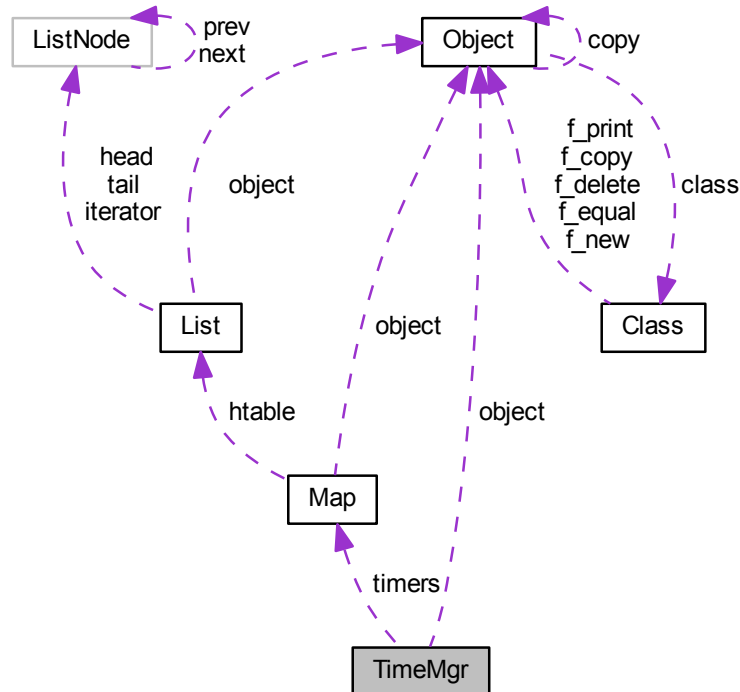 ListNode
prev
next
Object
copy
head
tail
iterator
object
f_print
f_copy
f_delete
f_equal
f_new
class
List
object
Class
htable
object
Map
timers
TimeMgr